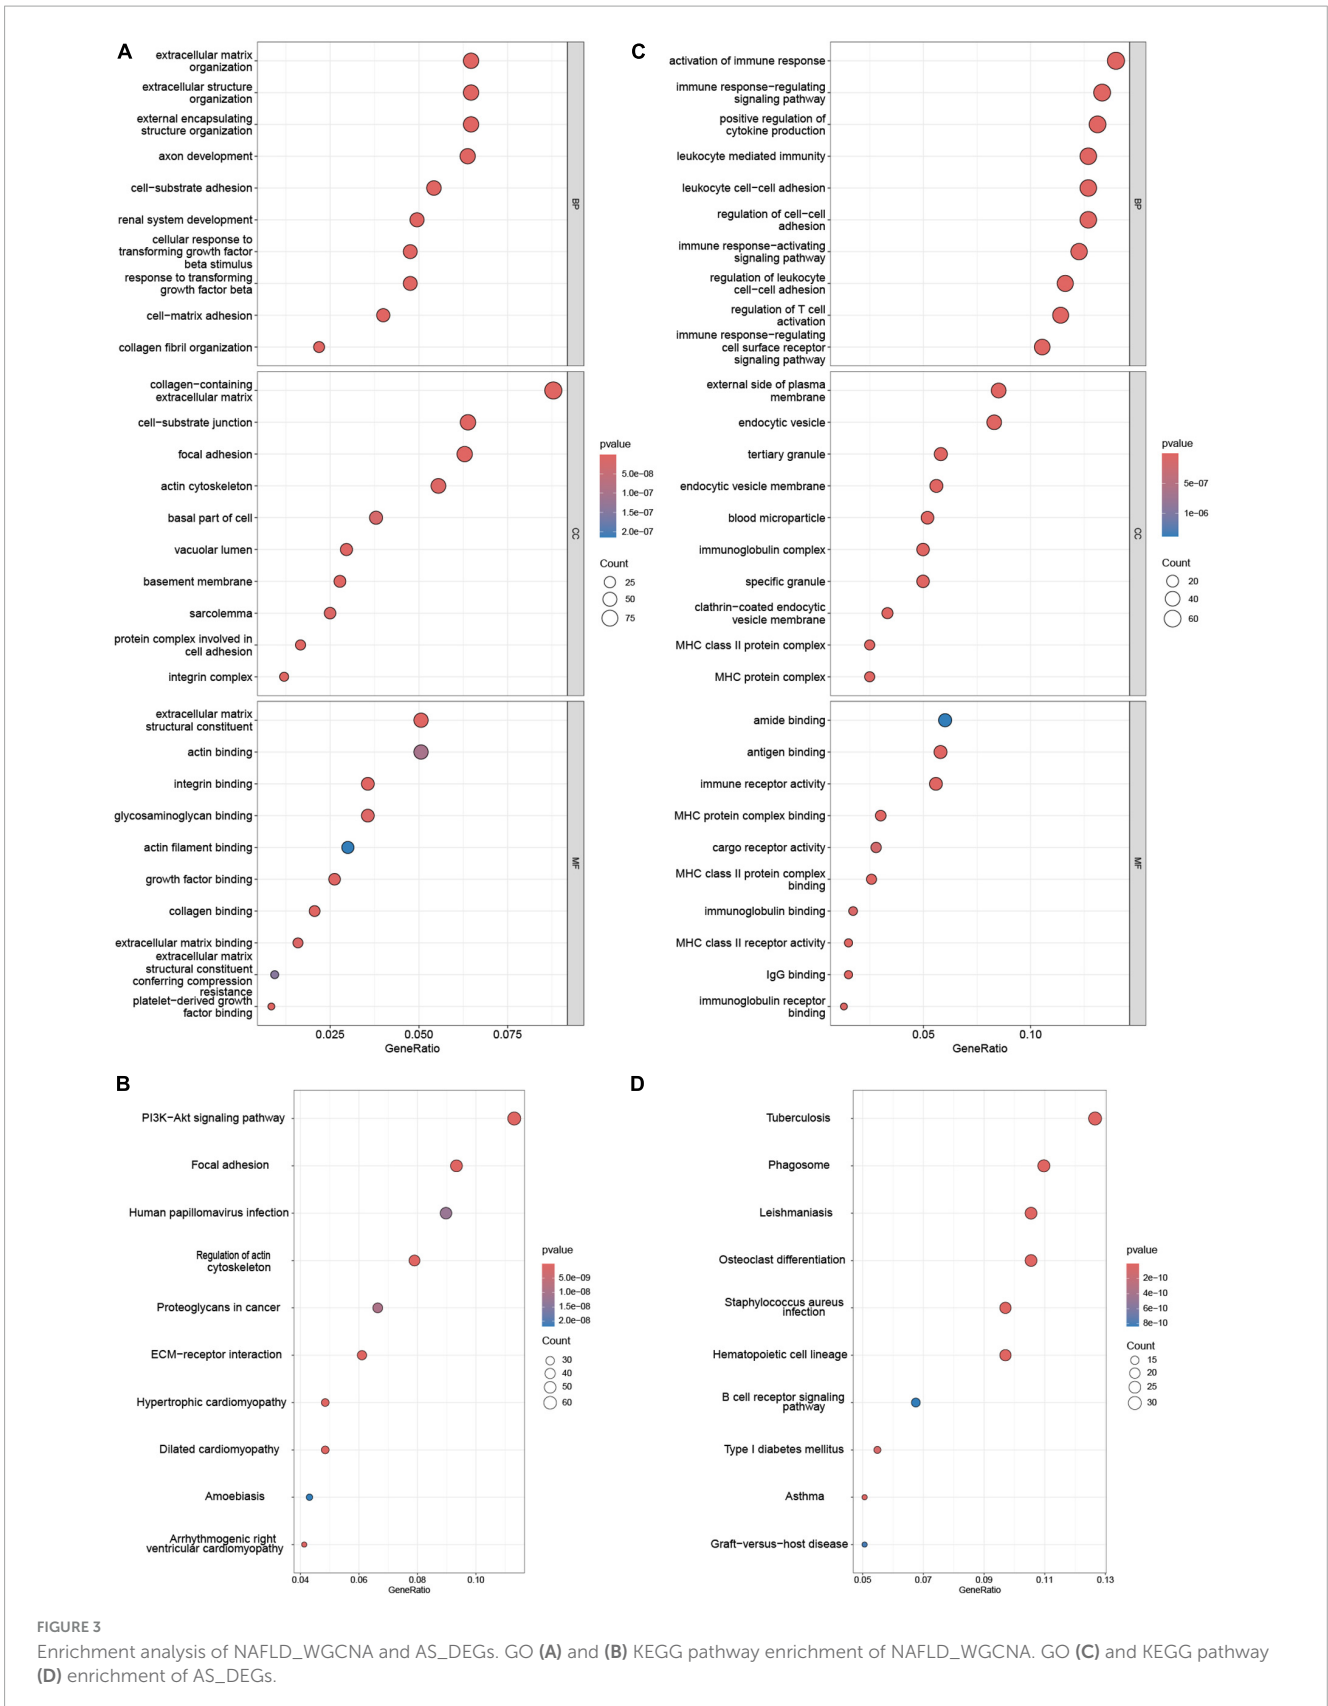 A
extracellular matrix
organization
extracellular structure
organization
external encapsulating
structure organization
axon development
cell−substrate adhesion
renal system development
cellular response to
transforming growth factor
beta stimulus
response to transforming
growth factor beta
cell−matrix adhesion
collagen fibril organization
BP
collagen−containing
extracellular matrix
cell−substrate junction
focal adhesion
actin cytoskeleton
basal part of cell
vacuolar lumen
basement membrane
sarcolemma
protein complex involved in
cell adhesion
integrin complex
CC
extracellular matrix
structural constituent
actin binding
integrin binding
glycosaminoglycan binding
actin filament binding
growth factor binding
collagen binding
extracellular matrix binding
extracellular matrix
structural constituent
conferring compression
resistance
platelet−derived growth
factor binding
MF
0.025
0.050
0.075
GeneRatio
pvalue
5.0e−08
1.0e−07
1.5e−07
2.0e−07
Count
25
50
75
C
activation of immune response
immune response−regulating
signaling pathway
positive regulation of
cytokine production
leukocyte mediated immunity
leukocyte cell−cell adhesion
regulation of cell−cell
adhesion
immune response−activating
signaling pathway
regulation of leukocyte
cell−cell adhesion
regulation of T cell
activation
immune response−regulating
cell surface receptor
signaling pathway
BP
external side of plasma
membrane
endocytic vesicle
tertiary granule
endocytic vesicle membrane
blood microparticle
immunoglobulin complex
specific granule
clathrin−coated endocytic
vesicle membrane
MHC class II protein complex
MHC protein complex
CC
amide binding
antigen binding
immune receptor activity
MHC protein complex binding
cargo receptor activity
MHC class II protein complex
binding
immunoglobulin binding
MHC class II receptor activity
IgG binding
immunoglobulin receptor
binding
MF
0.05
0.10
GeneRatio
pvalue
5e−07
1e−06
Count
20
40
60
B
PI3K−Akt signaling pathway
Focal adhesion
Human papillomavirus infection
Regulation of actin
cytoskeleton
Proteoglycans in cancer
ECM−receptor interaction
Hypertrophic cardiomyopathy
Dilated cardiomyopathy
Amoebiasis
Arrhythmogenic right
ventricular cardiomyopathy
0.04
0.06
0.08
0.10
GeneRatio
pvalue
5.0e−09
1.0e−08
1.5e−08
2.0e−08
Count
30
40
50
60
D
Tuberculosis
Phagosome
Leishmaniasis
Osteoclast differentiation
Staphylococcus aureus
infection
Hematopoietic cell lineage
B cell receptor signaling
pathway
Type I diabetes mellitus
Asthma
Graft−versus−host disease
0.05
0.07
0.09
0.11
0.13
GeneRatio
pvalue
2e−10
4e−10
6e−10
8e−10
Count
15
20
25
30
FIGURE 3
Enrichment analysis of NAFLD_WGCNA and AS_DEGs. GO (A) and (B) KEGG pathway enrichment of NAFLD_WGCNA. GO (C) and KEGG pathway
(D) enrichment of AS_DEGs.